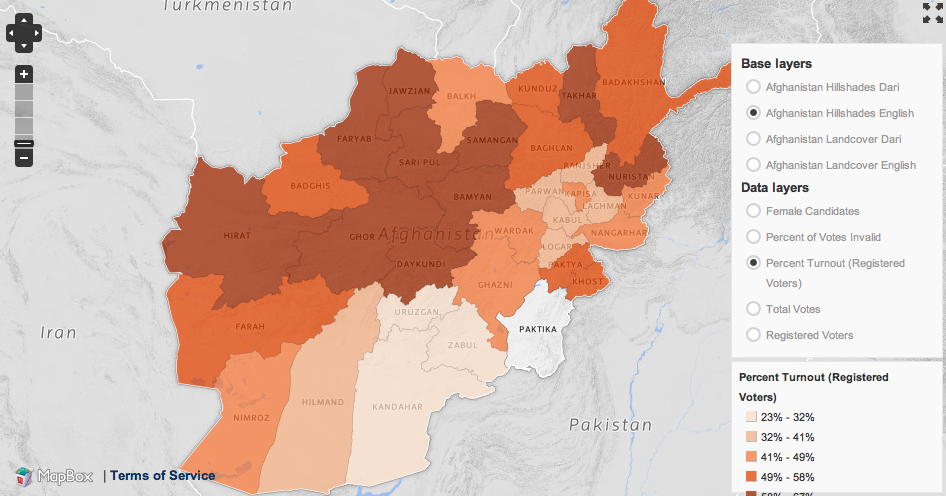 Turkmenistan
JAWZJAN
BALKH
KUNDUZ
TAKHAR
BADAKHSHAN
FARYAB
SAMANGAN
BAGHLAN
SARI PUL
PANJSHER
NURISTAN
BADGHIS
BAMYAN
PARWAN
KAPISA
KUNAR
LAGHMAN
KABUL
HIRAT
GHOR
Afghanistan
WARDAK
NANGARHAR
LOGAR
DAYKUNDI
PAKTYA
KHOST
GHAZNI
URUZGAN
FARAH
PAKTIKA
Iran
ZABUL
HILMAND
KANDAHAR
NIMROZ
Pakistan
MapBox | Terms of Service
Base layers
Afghanistan Hillshades Dari
Afghanistan Hillshades English
Afghanistan Landcover Dari
Afghanistan Landcover English
Data layers
Female Candidates
Percent of Votes Invalid
Percent Turnout (Registered
Voters)
Total Votes
Registered Voters
Percent Turnout (Registered
Voters)
23% - 32%
32% - 41%
41% - 49%
49% - 58%
58% - 67%